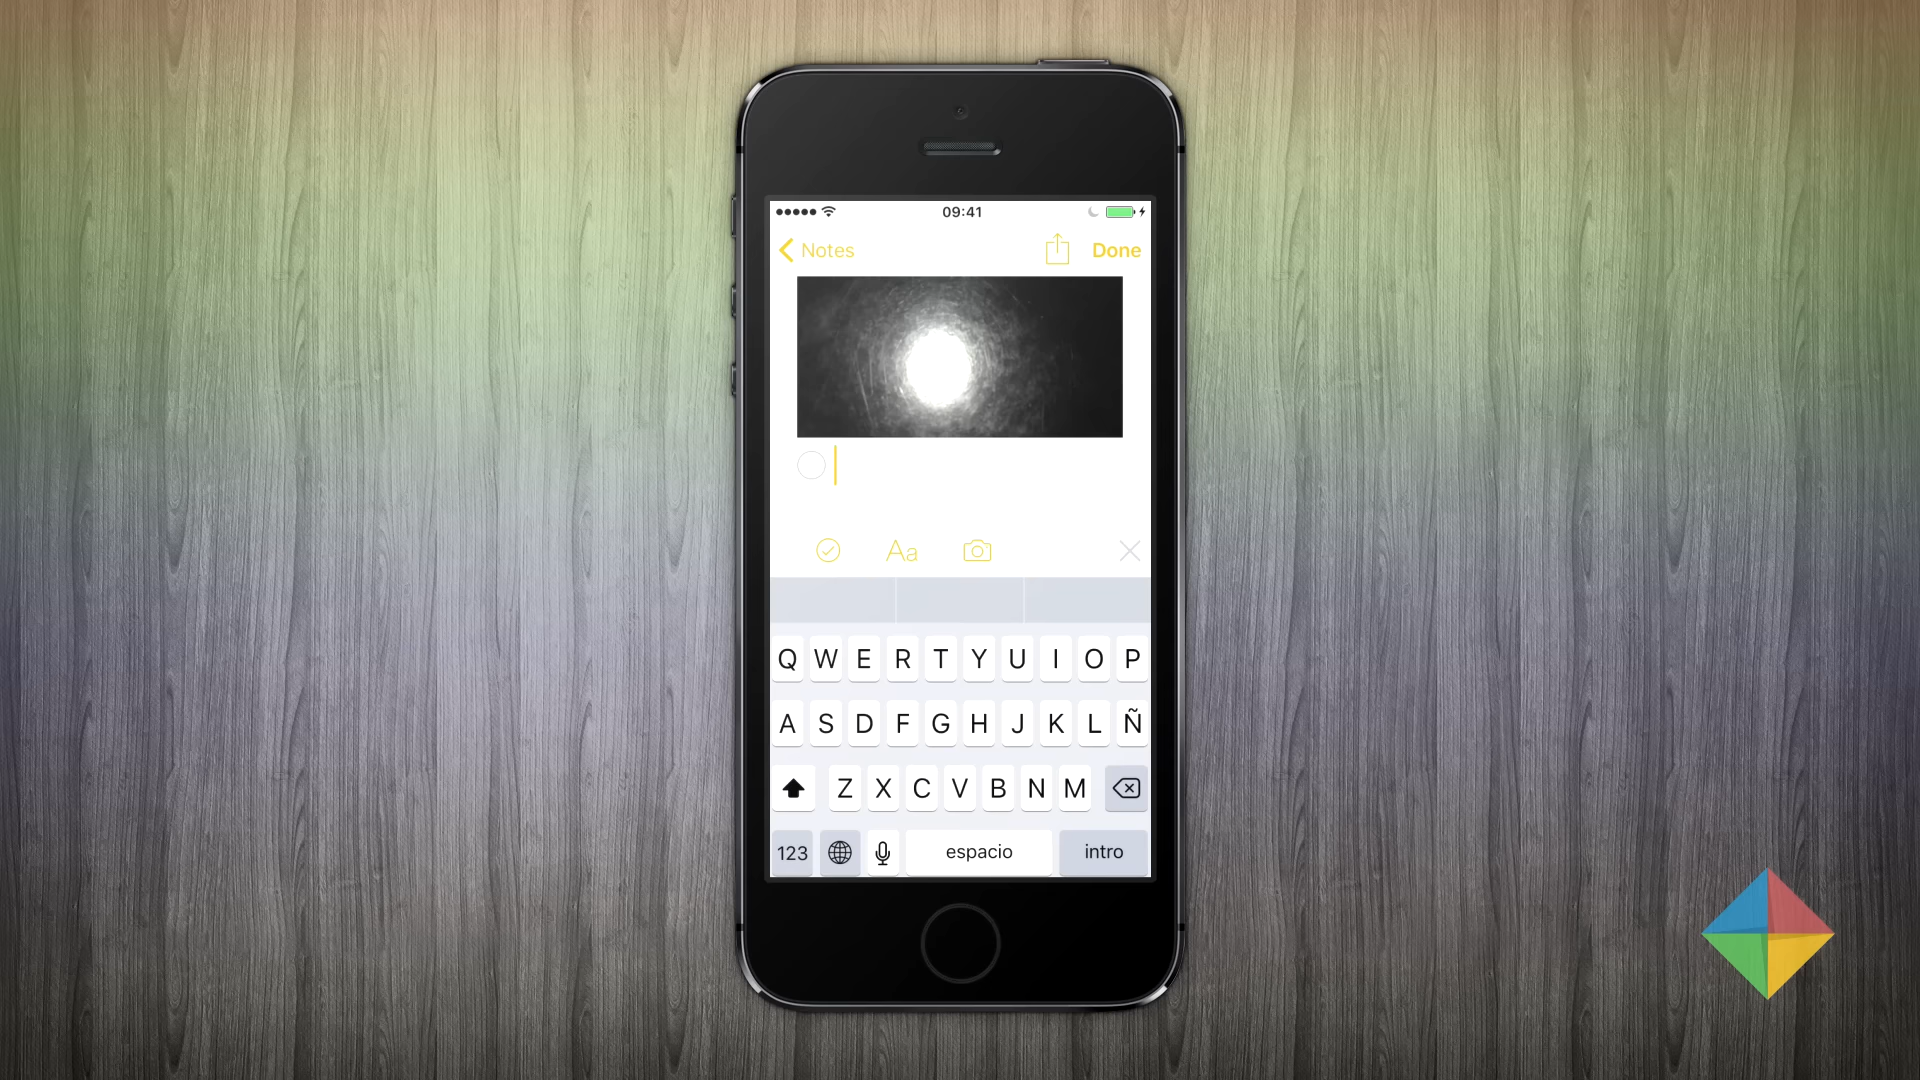 09:41
Notes Done
Aa
Q W E R T Y U I O P
A S D F G H J K L Ñ
Z X C V B N M
123 espacio intro